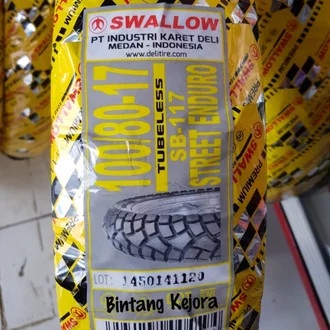 SWALLOW
PT INDUSTRI KARET DELI
MEDAN - INDONESIA
www.delitire.com
100/80-17
TUBELESS
SB-117
STREET ENDURO
LOT: 1450141120
Bintang Kejora
PREMIUM